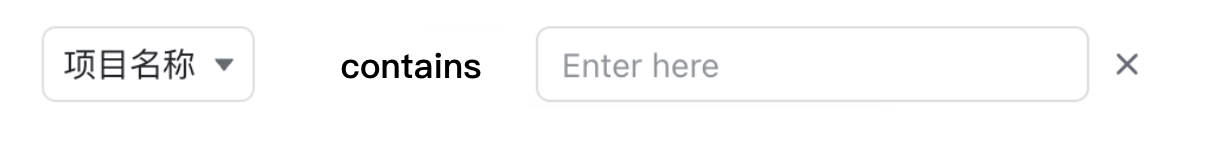 项目名称 contains Enter here